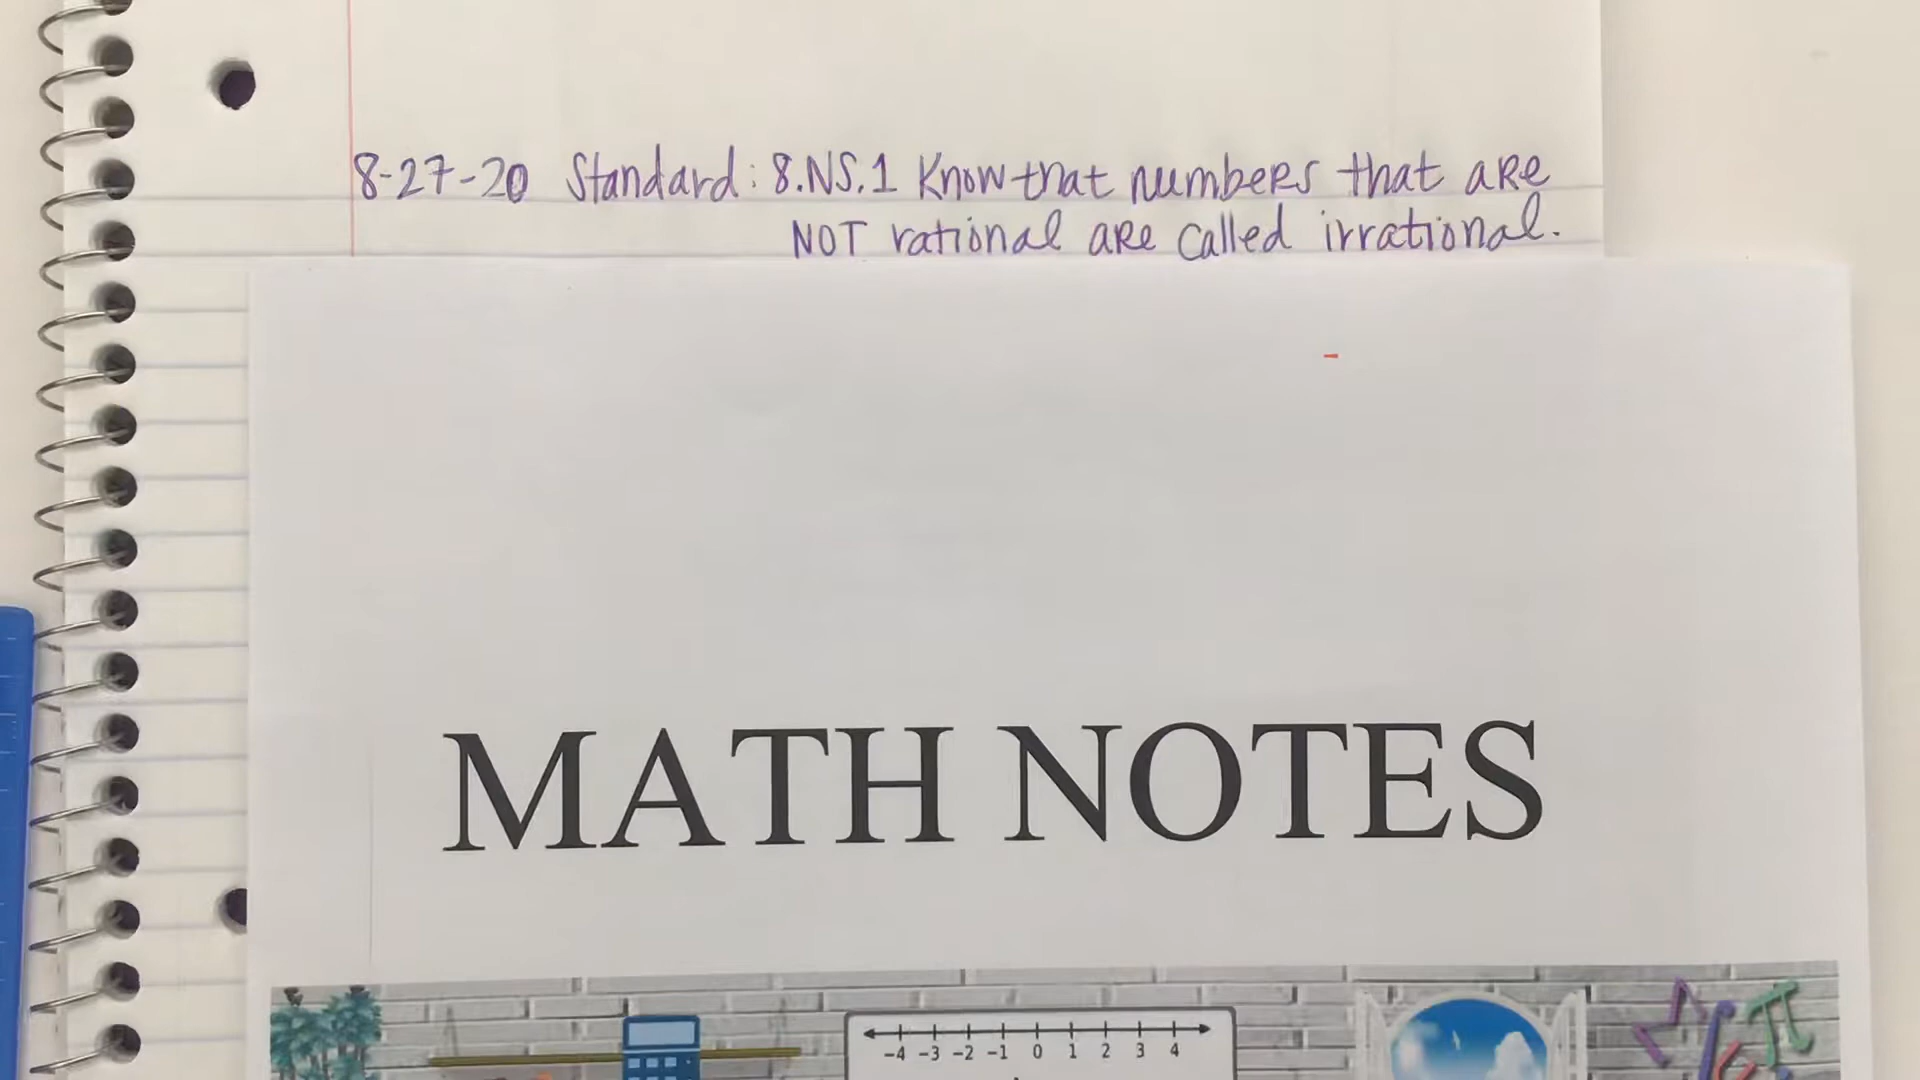 8-27-20 Standard: 8.NS.1 Know that numbers that are
NOT rational are called irrational.
MATH NOTES
-4 -3 -2 -1 0 1 2 3 4
π